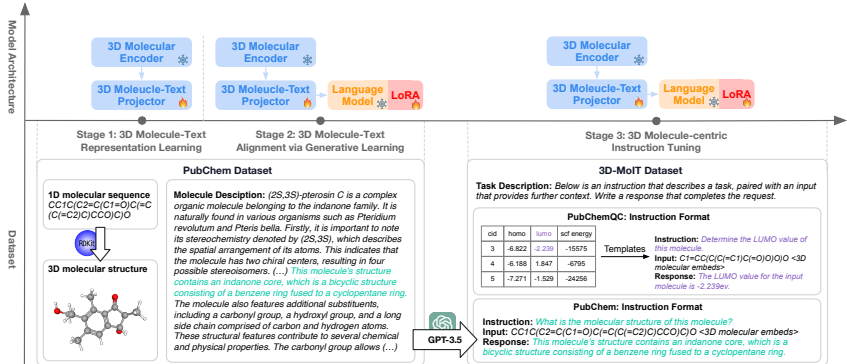 Model Architecture
3D Molecular
Encoder
3D Moleucle-Text
Projector
3D Molecular
Encoder
3D Moleucle-Text
Projector
Language
Model
LoRA
3D Molecular
Encoder
3D Moleucle-Text
Projector
Language
Model
LoRA
Stage 1: 3D Molecule-Text
Representation Learning
Stage 2: 3D Molecule-Text
Alignment via Generative Learning
Stage 3: 3D Molecule-centric
Instruction Tuning
Dataset
PubChem Dataset
1D molecular sequence
CC1C(C2=C(C1=O)C(=C
(C(=C2)C)CCO)C)O
RDKit
3D molecular structure
Molecule Desciption: (2S,3S)-pterosin C is a complex
organic molecule belonging to the indanone family. It is
naturally found in various organisms such as Pteridium
revolutum and Pteris bella. Firstly, it is important to note
its stereochemistry denoted by (2S,3S), which describes
the spatial arrangement of its atoms. This indicates that
the molecule has two chiral centers, resulting in four
possible stereoisomers. (…) This molecule's structure
contains an indanone core, which is a bicyclic structure
consisting of a benzene ring fused to a cyclopentane ring.
The molecule also features additional substituents,
including a carbonyl group, a hydroxyl group, and a long
side chain comprised of carbon and hydrogen atoms.
These structural features contribute to several chemical
and physical properties. The carbonyl group allows (…)
GPT-3.5
3D-MoIT Dataset
Task Description: Below is an instruction that describes a task, paired with an input
that provides further context. Write a response that completes the request.
PubChemQC: Instruction Format
cid homo lumo scf energy
3 -6.822 -2.239 -15575
4 -6.188 1.847 -6795
5 -7.271 -1.529 -24256
Templates
Instruction: Determine the LUMO value of
this molecule.
Input: C1=CC(C(C(=C1)C(=O)O)O)O <3D
molecular embeds>
Response: The LUMO value for the input
molecule is -2.239ev.
PubChem: Instruction Format
Instruction: What is the molecular structure of this molecule?
Input: CC1C(C2=C(C1=O)C(=C(C(=C2)C)CCO)C)O <3D molecular embeds>
Response: This molecule's structure contains an indanone core, which is a
bicyclic structure consisting of a benzene ring fused to a cyclopentane ring.